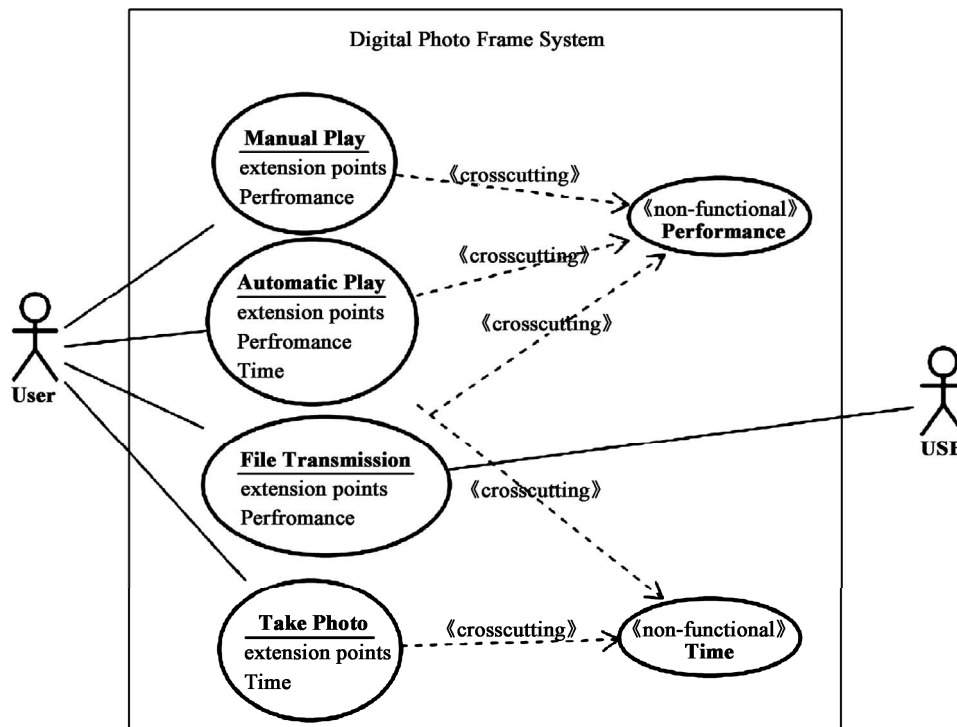 Digital Photo Frame System
Manual Play
extension points
Perfromance
《crosscutting》
《non-functional》
Performance
《crosscutting》
Automatic Play
extension points
Perfromance
Time
《crosscutting》
User
USB
File Transmission
extension points
Perfromance
《crosscutting》
Take Photo
extension points
Time
《crosscutting》
《non-functional》
Time